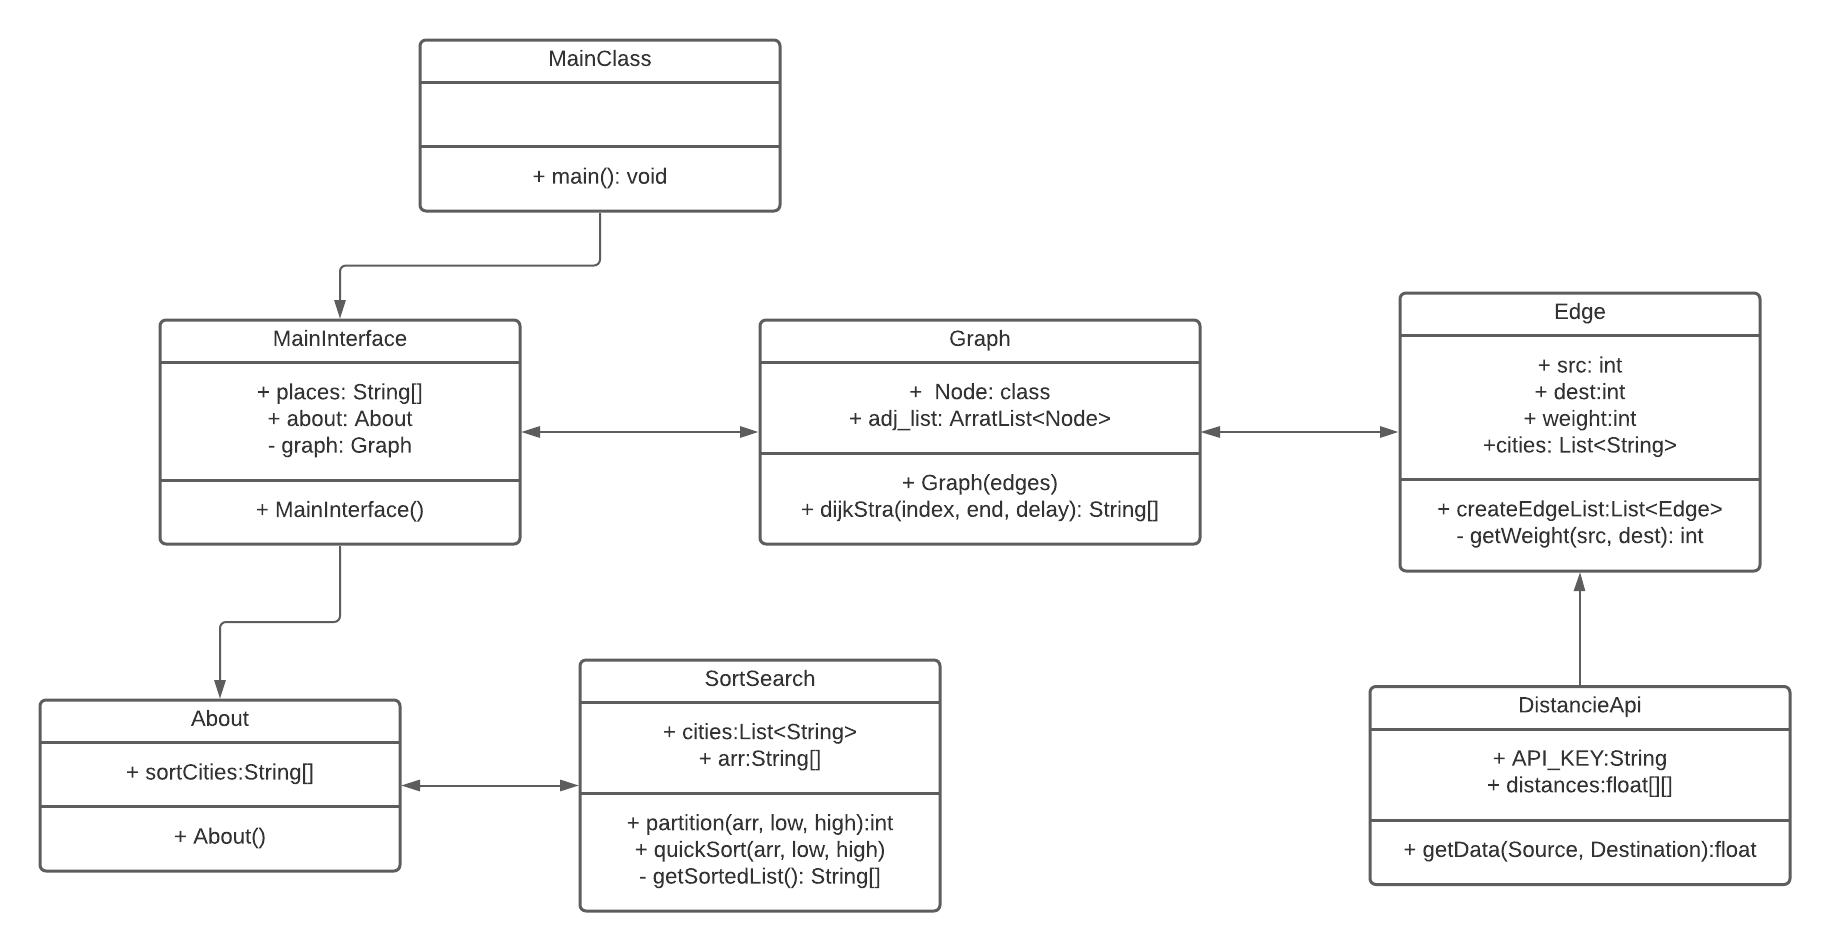 MainClass
+ main(): void
MainInterface
+ places: String[]
+ about: About
- graph: Graph
+ MainInterface()
Graph
+  Node: class
+ adj_list: ArratList<Node>
+ Graph(edges)
+ dijkStra(index, end, delay): String[]
Edge
+ src: int
+ dest:int
+ weight:int
+cities: List<String>
+ createEdgeList:List<Edge>
- getWeight(src, dest): int
About
+ sortCities:String[]
+ About()
SortSearch
+ cities:List<String>
+ arr:String[]
+ partition(arr, low, high):int
+ quickSort(arr, low, high)
- getSortedList(): String[]
DistancieApi
+ API_KEY:String
+ distances:float[][]
+ getData(Source, Destination):float